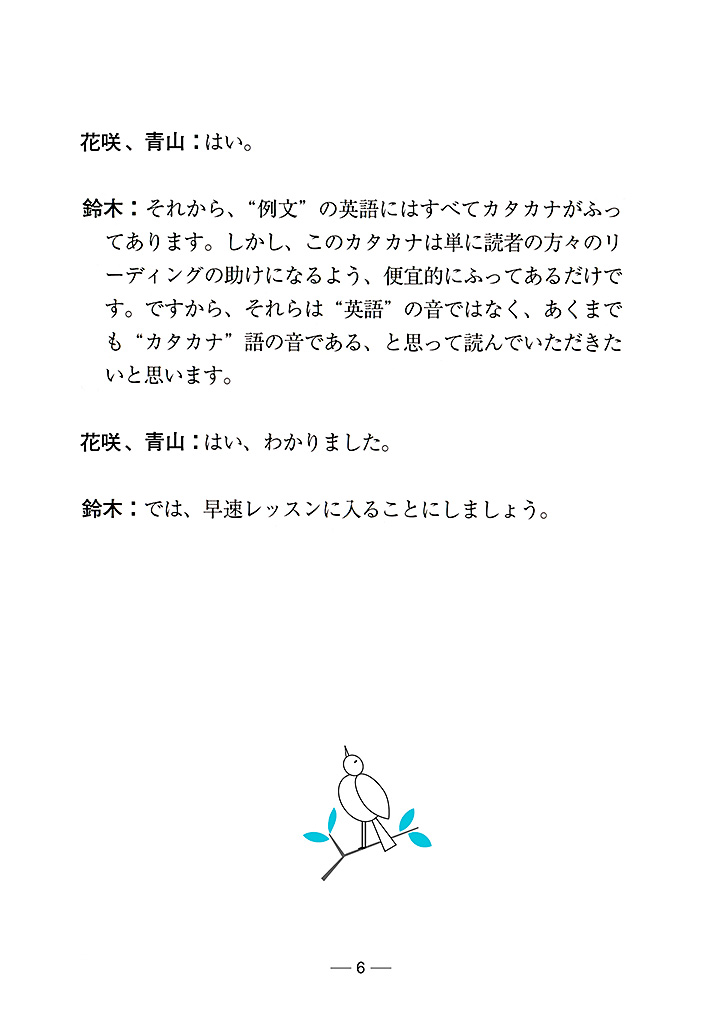 花咲、青山：はい。
鈴木：それから、“例文”の英語にはすべてカタカナがふっ
てあります。しかし、このカタカナは単に読者の方々のリ
ーディングの助けになるよう、便宜的にふってあるだけで
す。ですから、それらは“英語”の音ではなく、あくまで
も“カタカナ”語の音である、と思って読んでいただきた
いと思います。
花咲、青山：はい、わかりました。
鈴木：では、早速レッスンに入ることにしましょう。
— 6 —